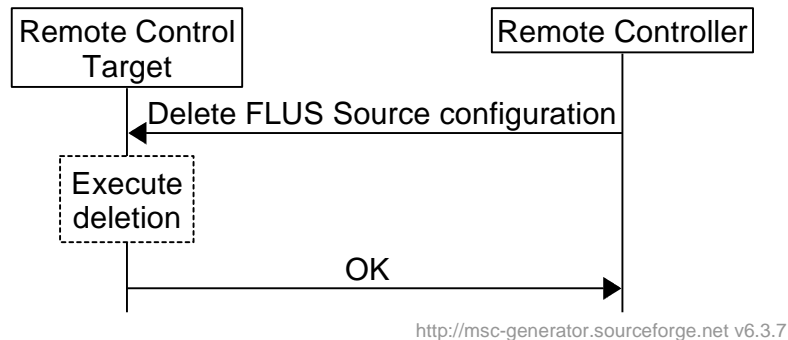 Remote Control
Target
Remote Controller
Delete FLUS Source configuration
Execute
deletion
OK
http://msc-generator.sourceforge.net v6.3.7